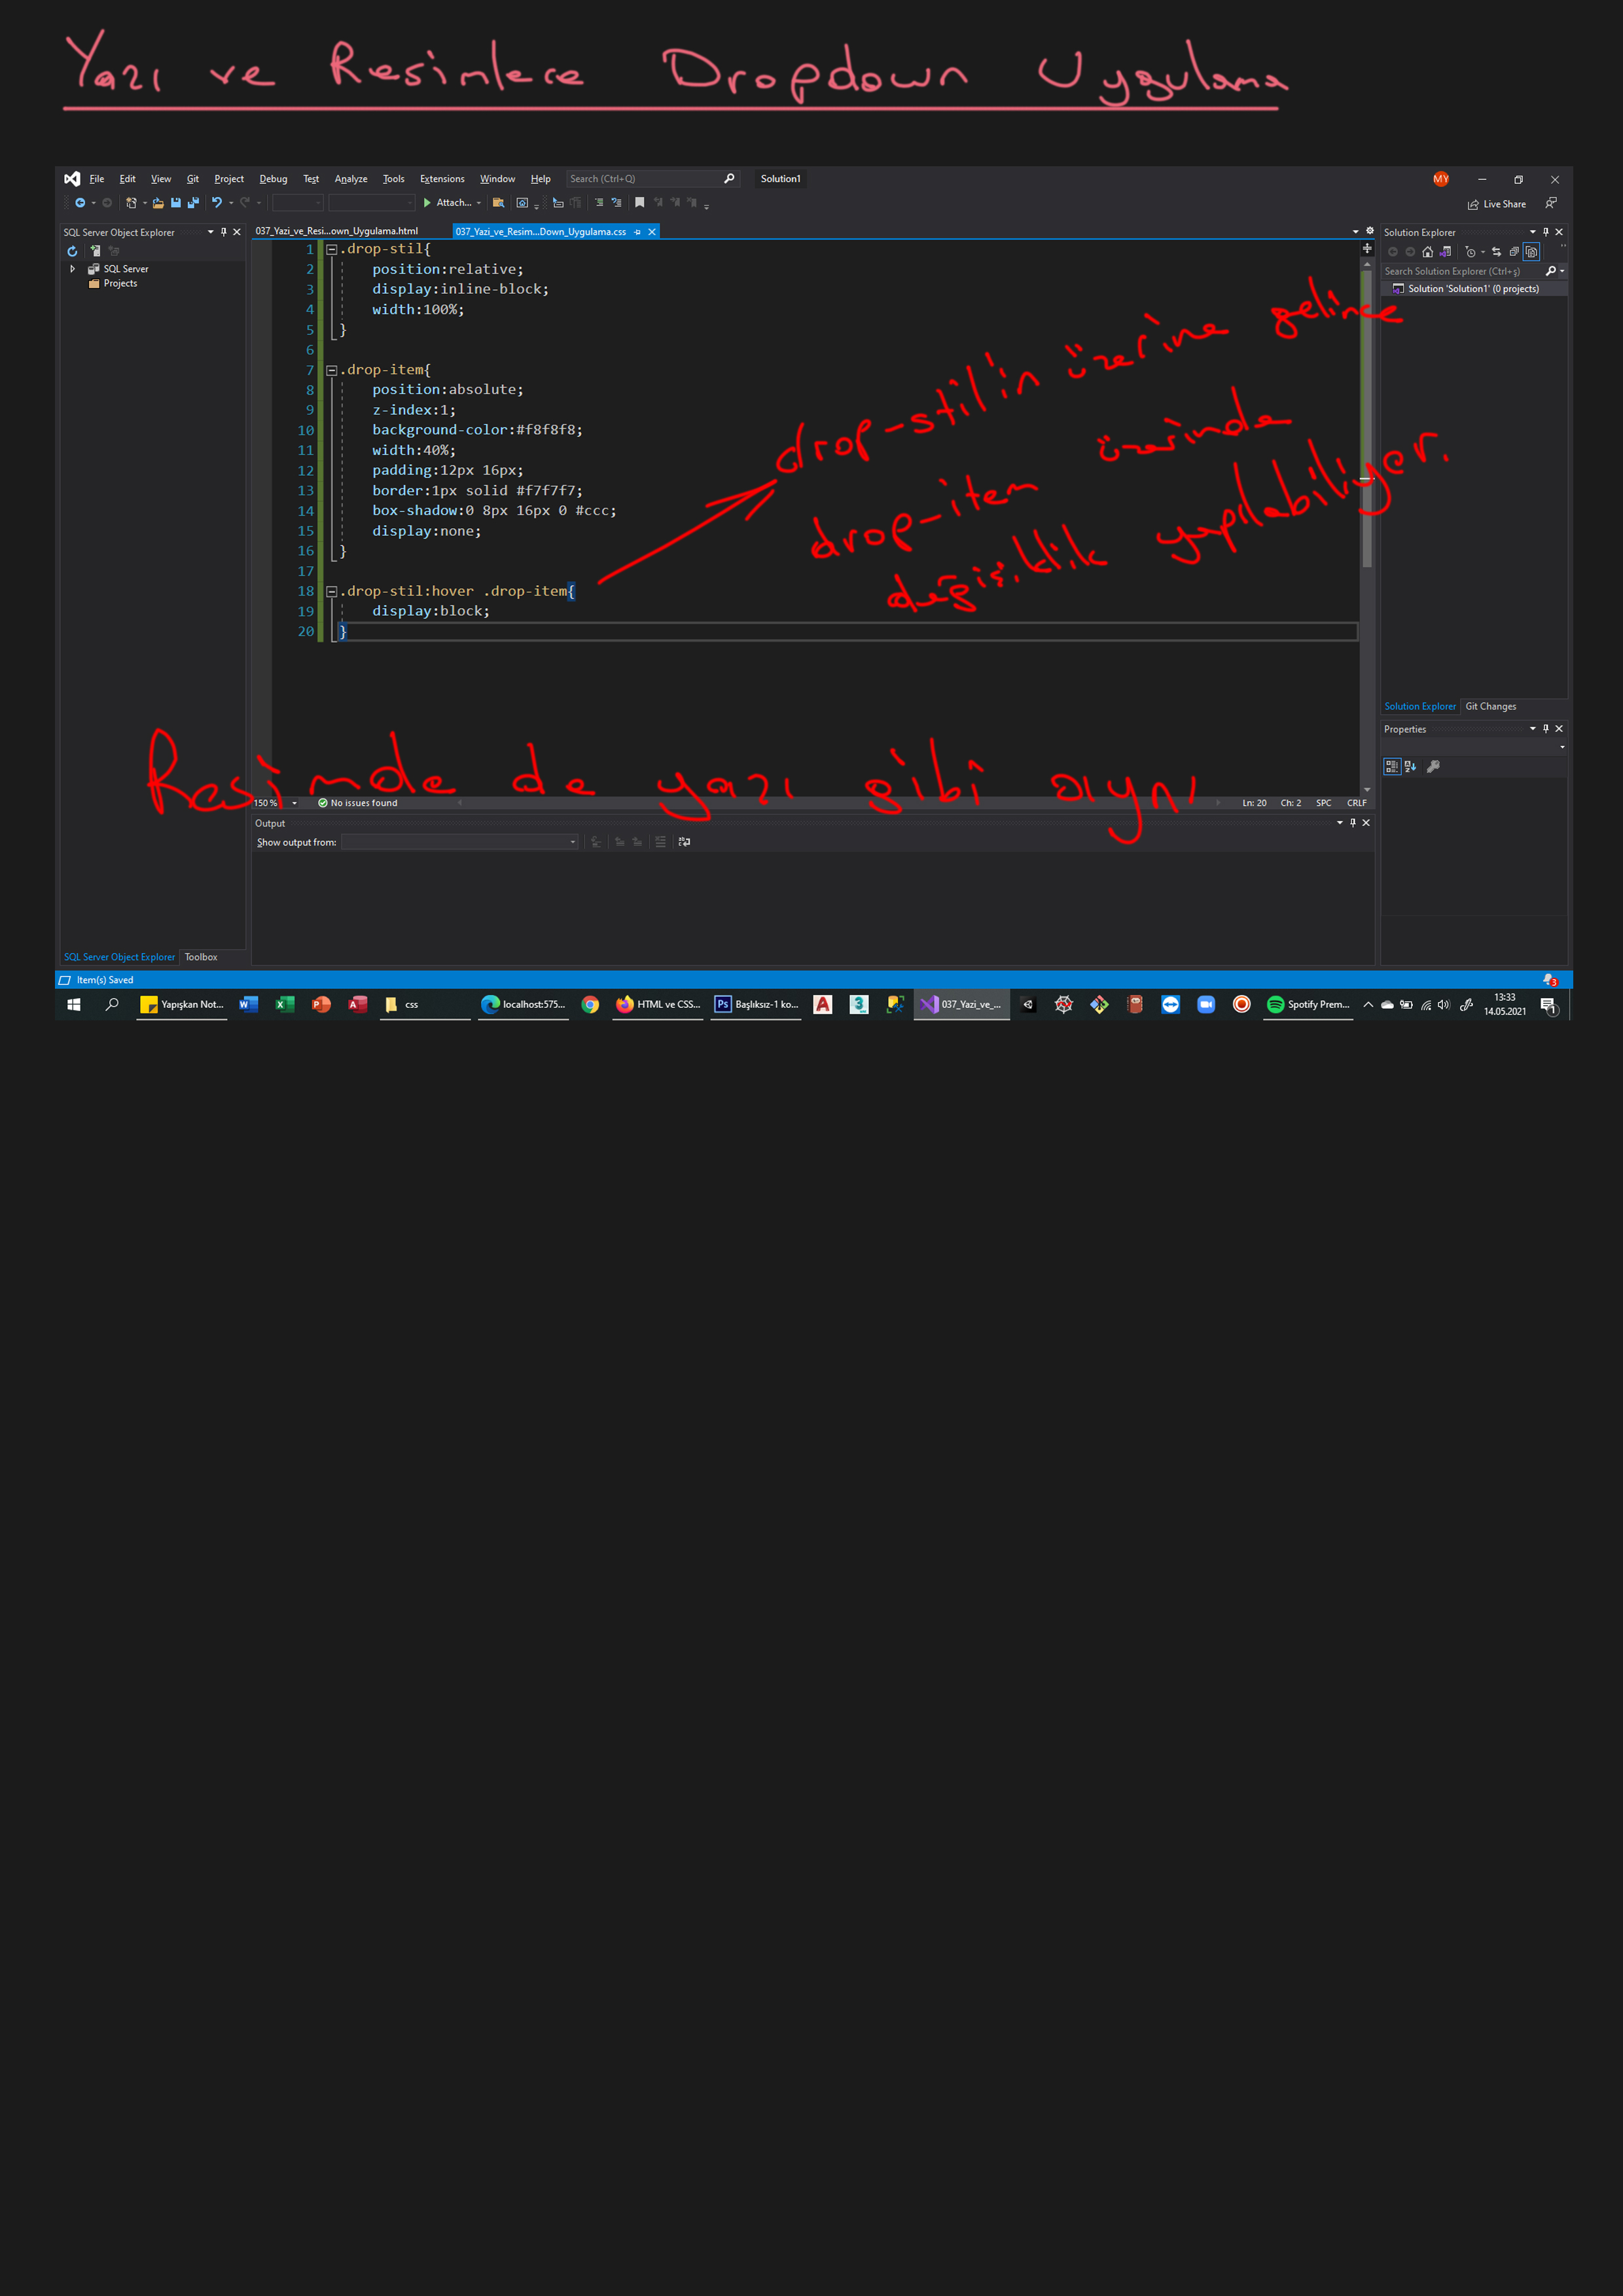 Yazı ve Resimlere Dropdown Uygulama
File Edit View Git Project Debug Test Analyze Tools Extensions Window Help Search (Ctrl+Q) Solution1 MY
Attach... Live Share
SQL Server Object Explorer
SQL Server
Projects
037_Yazi_ve_Resi...own_Uygulama.html 037_Yazi_ve_Resim...Down_Uygulama.css
1 .drop-stil{
2 position:relative;
3 display:inline-block;
4 width:100%;
5 }
6
7 .drop-item{
8 position:absolute;
9 z-index:1;
10 background-color:#f8f8f8;
11 width:40%;
12 padding:12px 16px;
13 border:1px solid #f7f7f7;
14 box-shadow:0 8px 16px 0 #ccc;
15 display:none;
16 }
17
18 .drop-stil:hover .drop-item{
19 display:block;
20 }
drop-stil'in üzerine gelince
drop-item üzerinde
değişiklik yapılabiliyor.
Resimde de yazı gibi aynı
Solution Explorer
Search Solution Explorer (Ctrl+ş)
Solution 'Solution1' (0 projects)
Solution Explorer Git Changes
Properties
150 % No issues found Ln: 20 Ch: 2 SPC CRLF
Output
Show output from:
SQL Server Object Explorer Toolbox
Item(s) Saved 3
Yapışkan Not... css localhost:575... HTML ve CSS... Ps Başlıksız-1 ko... 037_Yazi_ve_... Spotify Prem... 13:33
14.05.2021 1